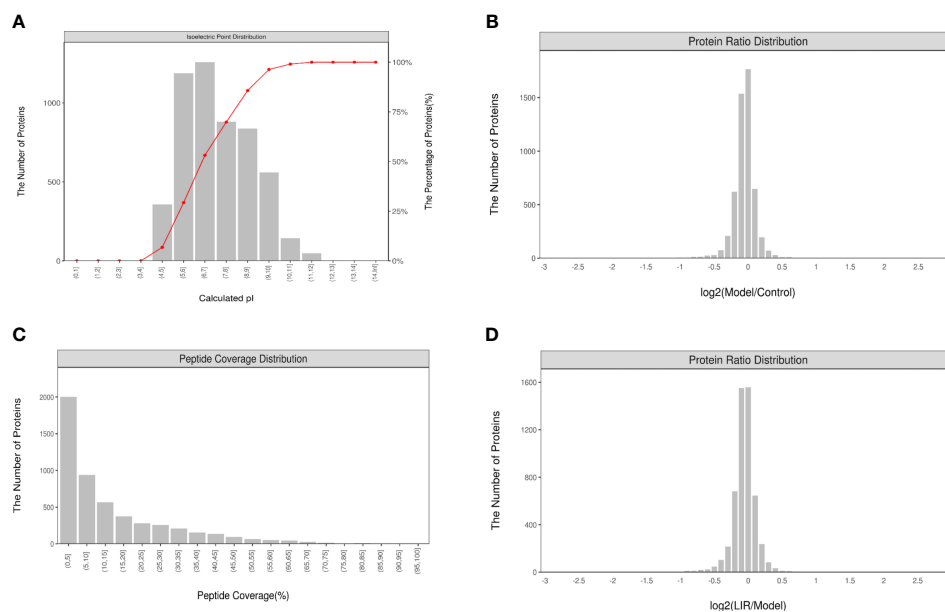 A
Isoelectric Point Distribution
The Number of Proteins
1000
500
0
100%
75%
50%
25%
0%
The Percentage of Proteins(%)
(0,1]
(1,2]
(2,3]
(3,4]
(4,5]
(5,6]
(6,7]
(7,8]
(8,9]
(9,10]
(10,11]
(11,12]
(12,13]
(13,14]
(14,Inf]
Calculated pI
B
Protein Ratio Distribution
The Number of Proteins
1500
1000
500
0
-3 -2.5 -2 -1.5 -1 -0.5 0 0.5 1 1.5 2 2.5
log2(Model/Control)
C
Peptide Coverage Distribution
The Number of Proteins
2000
1500
1000
500
0
(0,5]
(5,10]
(10,15]
(15,20]
(20,25]
(25,30]
(30,35]
(35,40]
(40,45]
(45,50]
(50,55]
(55,60]
(60,65]
(65,70]
(70,75]
(75,80]
(80,85]
(85,90]
(90,95]
(95,100]
Peptide Coverage(%)
D
Protein Ratio Distribution
The Number of Proteins
1600
1200
800
400
0
-3 -2.5 -2 -1.5 -1 -0.5 0 0.5 1 1.5 2 2.5
log2(LIR/Model)